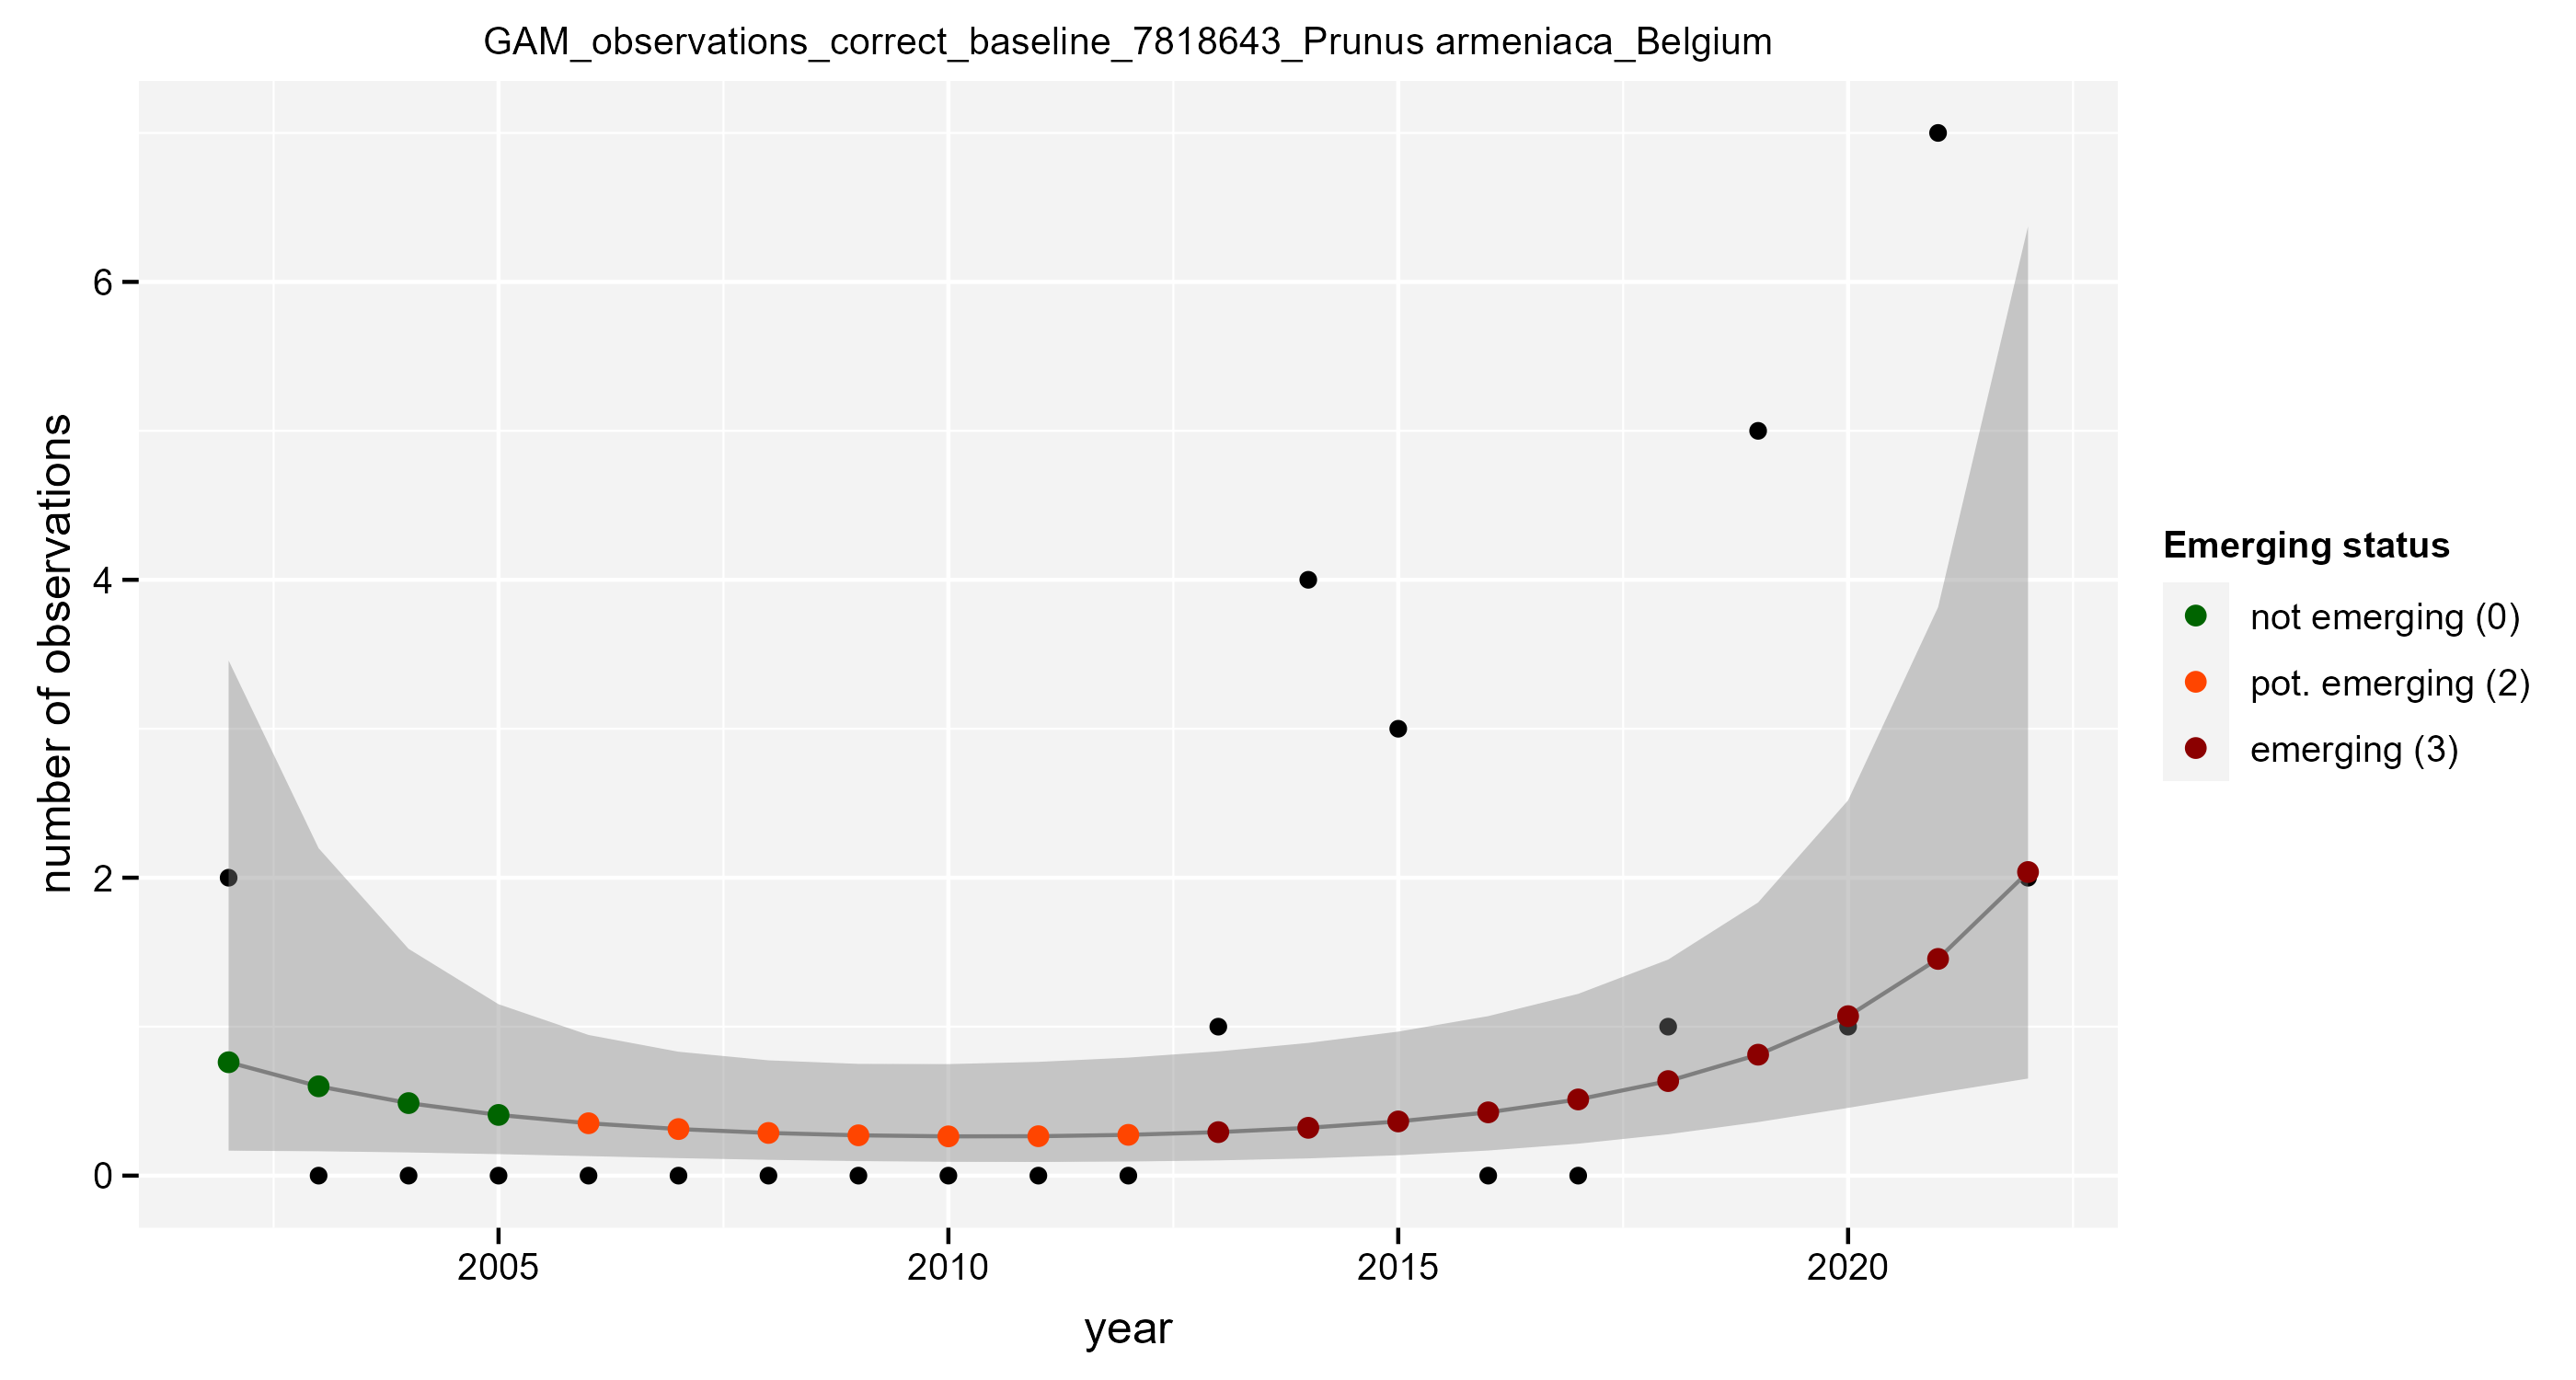 GAM_observations_correct_baseline_7818643_Prunus armeniaca_Belgium
number of observations
6
4
2
0
2005
2010
2015
2020
year
Emerging status
not emerging (0)
pot. emerging (2)
emerging (3)